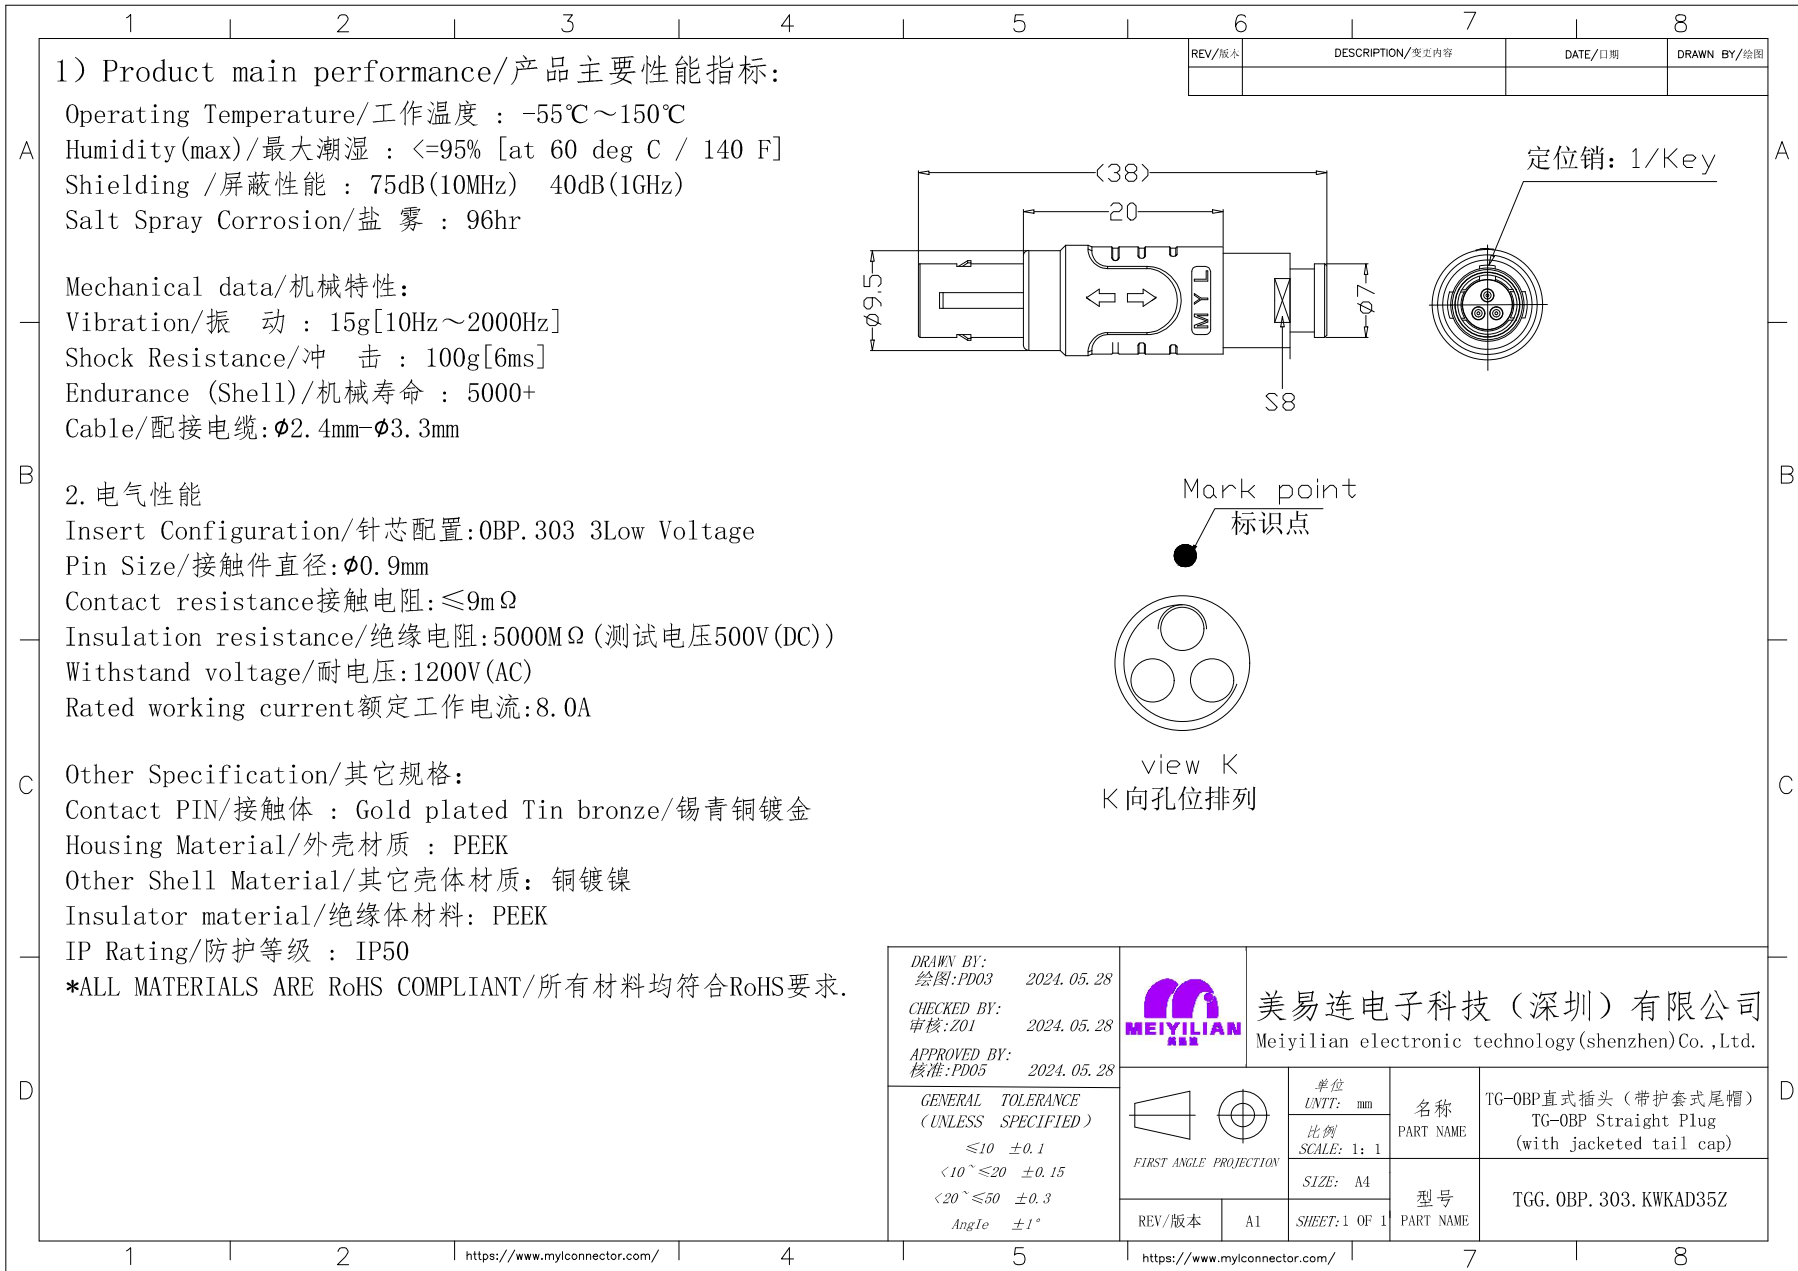 1 2 3 4 5 6 7 8
REV/版本 DESCRIPTION/变更内容 DATE/日期 DRAWN BY/绘图
1) Product main performance/产品主要性能指标:
Operating Temperature/工作温度 : -55℃～150℃
Humidity(max)/最大潮湿 : <=95% [at 60 deg C / 140 F]
Shielding /屏蔽性能 : 75dB(10MHz) 40dB(1GHz)
Salt Spray Corrosion/盐 雾 : 96hr
Mechanical data/机械特性:
Vibration/振 动 : 15g[10Hz～2000Hz]
Shock Resistance/冲 击 : 100g[6ms]
Endurance (Shell)/机械寿命 : 5000+
Cable/配接电缆:Φ2.4mm-Φ3.3mm
2.电气性能
Insert Configuration/针芯配置:0BP.303 3Low Voltage
Pin Size/接触件直径:Φ0.9mm
Contact resistance接触电阻:≤9mΩ
Insulation resistance/绝缘电阻:5000MΩ(测试电压500V(DC))
Withstand voltage/耐电压:1200V(AC)
Rated working current额定工作电流:8.0A
Other Specification/其它规格:
Contact PIN/接触体 : Gold plated Tin bronze/锡青铜镀金
Housing Material/外壳材质 : PEEK
Other Shell Material/其它壳体材质: 铜镀镍
Insulator material/绝缘体材料: PEEK
IP Rating/防护等级 : IP50
*ALL MATERIALS ARE RoHS COMPLIANT/所有材料均符合RoHS要求.
A
B
C
D
(38)
20
ø9.5
MYL
ø7
S8
定位销: 1/Key
Mark point
标识点
view K
K向孔位排列
A
B
C
D
DRAWN BY:
绘图:PD03 2024.05.28
CHECKED BY:
审核:Z01 2024.05.28
APPROVED BY:
核准:PD05 2024.05.28
GENERAL TOLERANCE
(UNLESS SPECIFIED)
≤10 ±0.1
<10~≤20 ±0.15
<20~≤50 ±0.3
Angle ±1°
MEIYILIAN
美易连
美易连电子科技（深圳）有限公司
Meiyilian electronic technology(shenzhen)Co.,Ltd.
FIRST ANGLE PROJECTION
单位
UNTT: mm
比例
SCALE: 1: 1
SIZE: A4
REV/版本 A1 SHEET:1 OF 1
名称
PART NAME
TG-0BP直式插头（带护套式尾帽）
TG-0BP Straight Plug
(with jacketed tail cap)
型号
PART NAME
TGG.0BP.303.KWKAD35Z
1 2 https://www.mylconnector.com/ 4 5 https://www.mylconnector.com/ 7 8